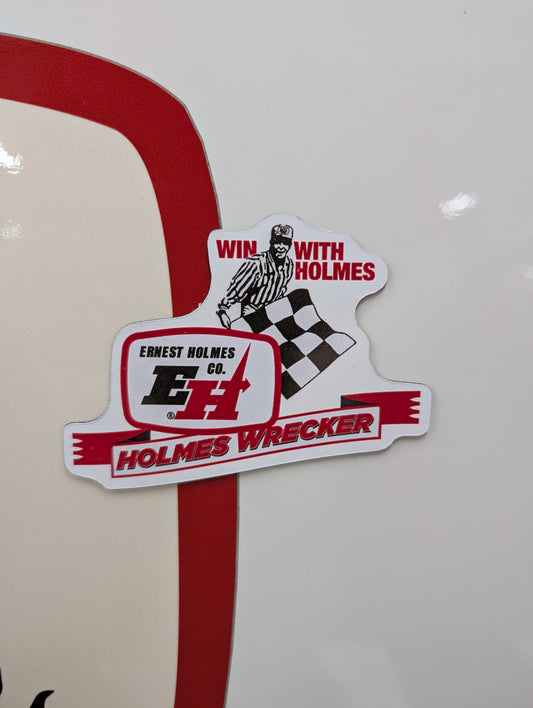 WIN WITH
HOLMES
ERNEST HOLMES
CO.
EH
®
HOLMES WRECKER